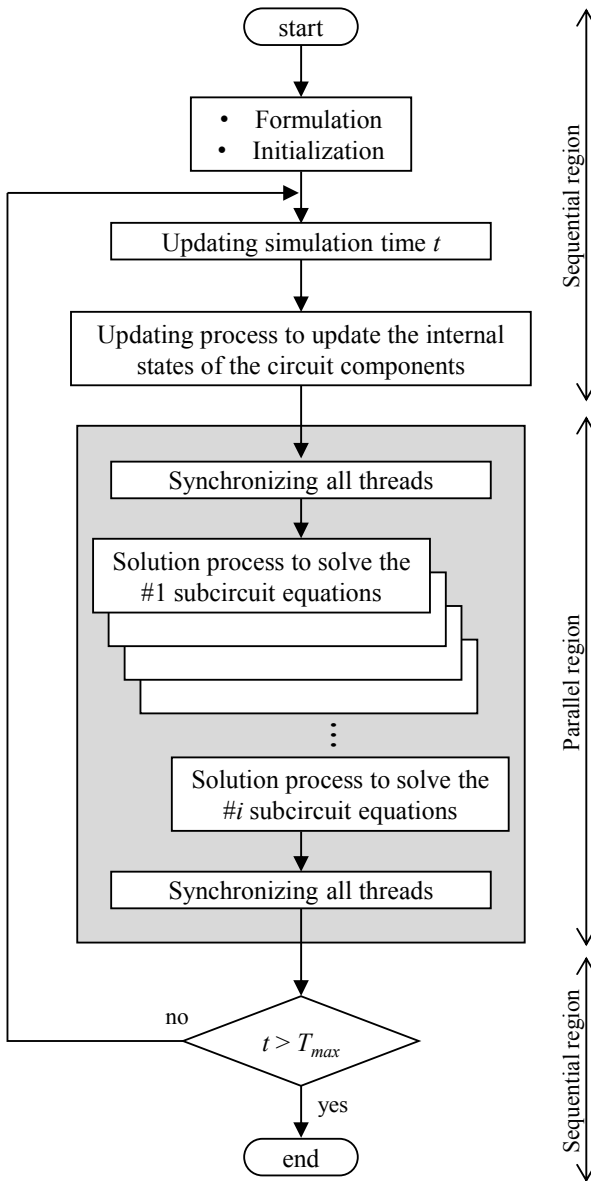 start
• Formulation
• Initialization
Updating simulation time t
Updating process to update the internal
states of the circuit components
Sequential region
Synchronizing all threads
Solution process to solve the
#1 subcircuit equations
⋮
Solution process to solve the
#i subcircuit equations
Synchronizing all threads
Parallel region
no
t > Tmax
yes
end
Sequential region